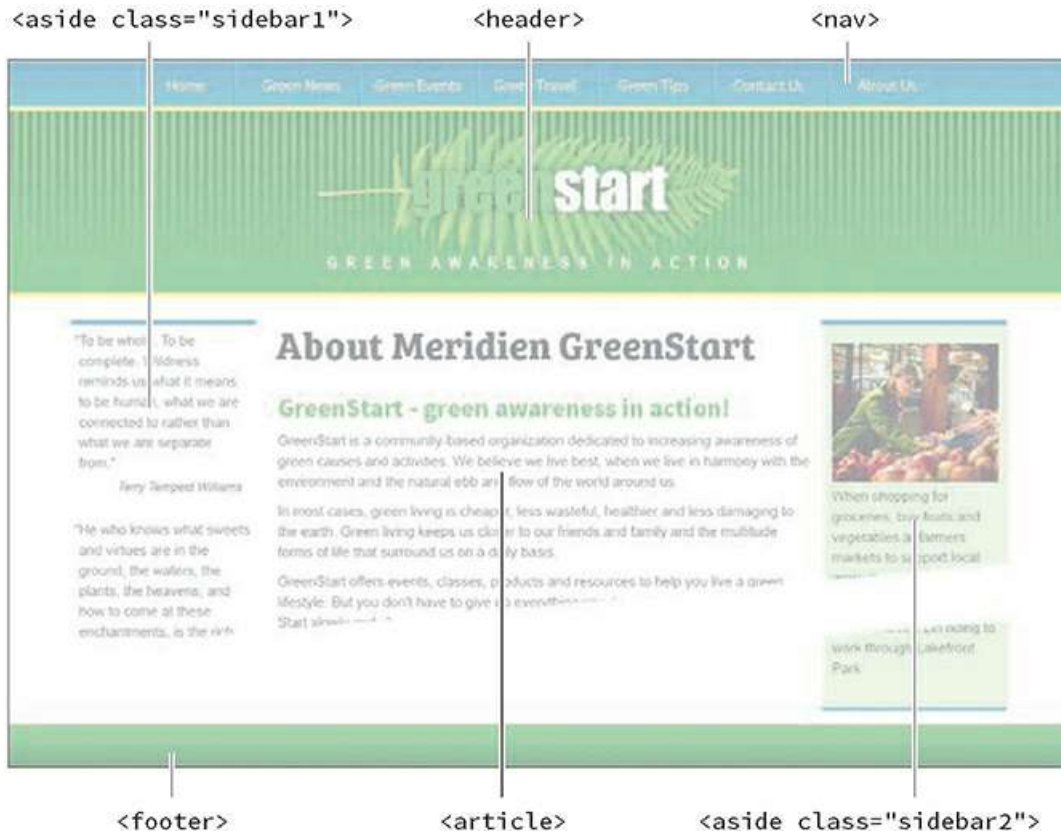 <aside class="sidebar1"> <header> <nav>
Home Green News Green Events Green Travel Green Tips Contact Us About Us
greenstart
GREEN AWARENESS IN ACTION
"To be whole. To be
complete. Wildness
reminds us what it means
to be human, what we are
connected to rather than
what we are separate
from."
Terry Tempest Williams
"He who knows what sweets
and virtues are in the
ground, the waters, the
plants, the heavens, and
how to come at these
enchantments, is the rich
About Meridien GreenStart
GreenStart - green awareness in action!
GreenStart is a community-based organization dedicated to increasing awareness of
green causes and activities. We believe we live best, when we live in harmony with the
environment and the natural ebb and flow of the world around us.
In most cases, green living is cheaper, less wasteful, healthier and less damaging to
the earth. Green living keeps us closer to our friends and family and the multitude
forms of life that surround us on a daily basis.
GreenStart offers events, classes, products and resources to help you live a green
lifestyle. But you don't have to give up everything
Start slowly
When shopping for
groceries, buy fruits and
vegetables at farmers
markets to support local
to
work through Lakefront
Park
<footer> <article> <aside class="sidebar2">